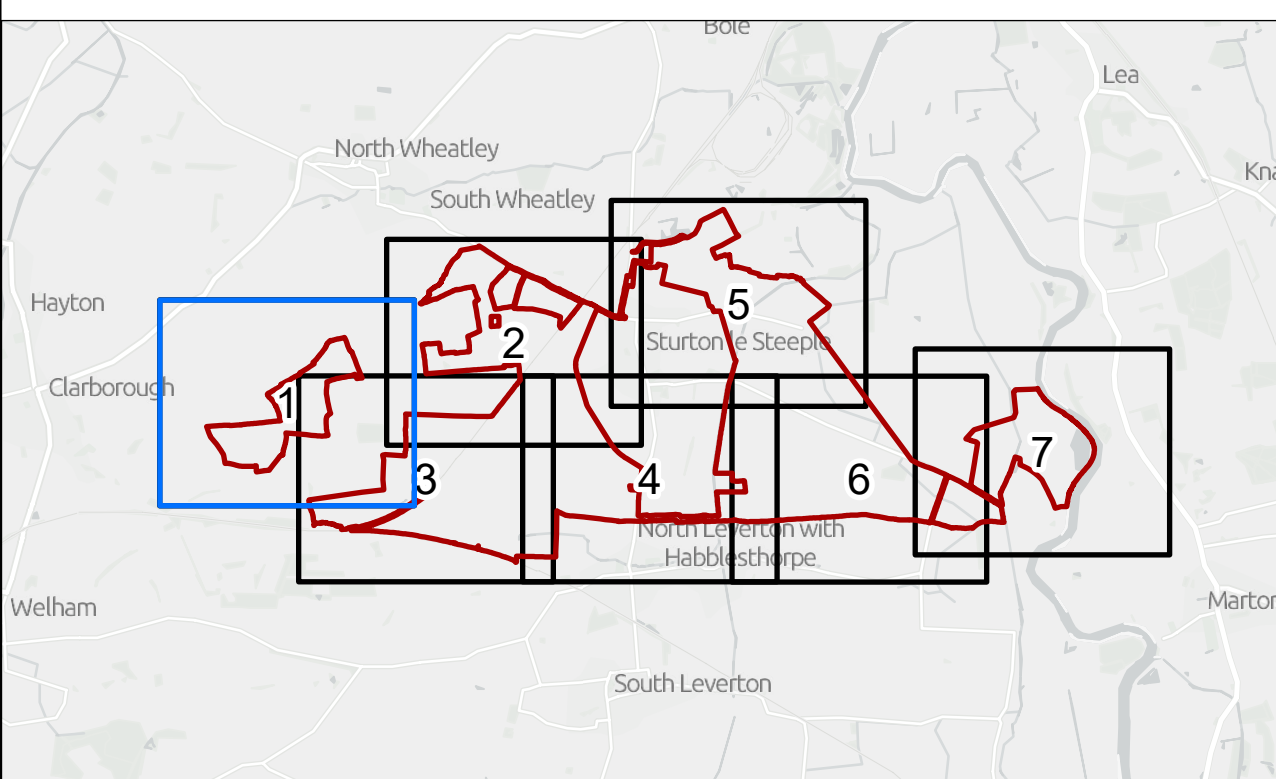 Bole
Lea
North Wheatley
Kna
South Wheatley
Hayton
5
Sturton le Steeple
2
Clarborough
1
7
3
4
6
North Leverton with
Habblesthorpe
Welham
Marton
South Leverton